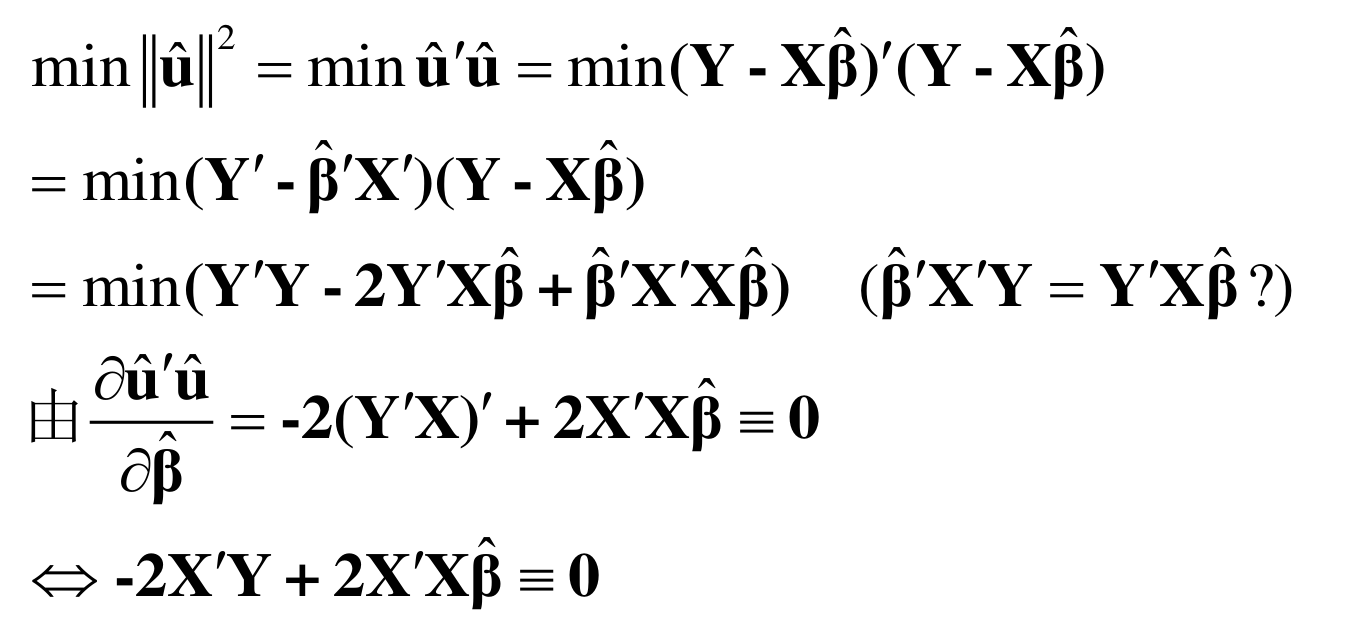 min‖û‖² = min û′û = min(Y - Xβ̂)′(Y - Xβ̂)
= min(Y′ - β̂′X′)(Y - Xβ̂)
= min(Y′Y - 2Y′Xβ̂ + β̂′X′Xβ̂) (β̂′X′Y = Y′Xβ̂ ?)
由 ∂û′û/∂β̂ = -2(Y′X)′ + 2X′Xβ̂ ≡ 0
⇔ -2X′Y + 2X′Xβ̂ ≡ 0